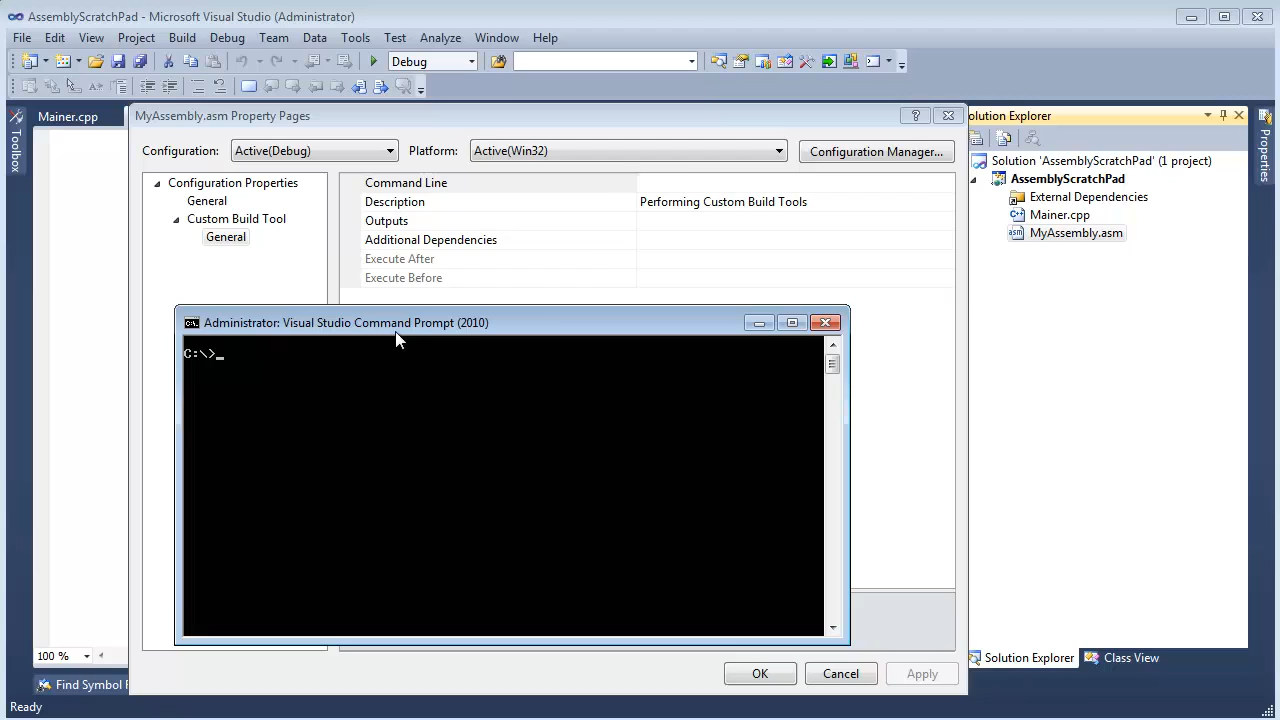 AssemblyScratchPad - Microsoft Visual Studio (Administrator)
File Edit View Project Build Debug Team Data Tools Test Analyze Window Help
Debug
Mainer.cpp
MyAssembly.asm Property Pages
Solution Explorer
Toolbox
Properties
Configuration: Active(Debug) Platform: Active(Win32) Configuration Manager...
Configuration Properties
General
Custom Build Tool
General
Command Line
Description Performing Custom Build Tools
Outputs
Additional Dependencies
Execute After
Execute Before
Solution 'AssemblyScratchPad' (1 project)
AssemblyScratchPad
External Dependencies
Mainer.cpp
MyAssembly.asm
Administrator: Visual Studio Command Prompt (2010)
C:\>_
100 %
OK Cancel Apply
Solution Explorer Class View
Find Symbol
Ready